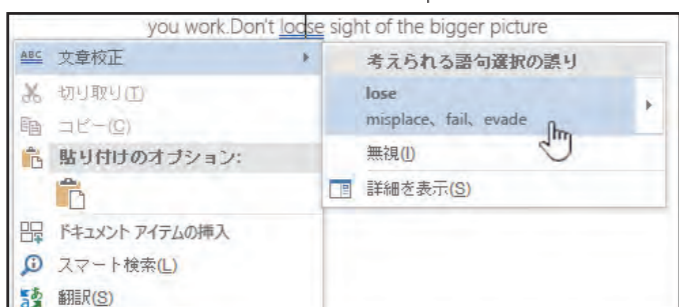 you work.Don't loose sight of the bigger picture
ABC 文章校正
考えられる語句選択の誤り
切り取り(T)
lose
misplace、fail、evade
コピー(C)
貼り付けのオプション:
無視(I)
詳細を表示(S)
ドキュメント アイテムの挿入
スマート検索(L)
翻訳(S)